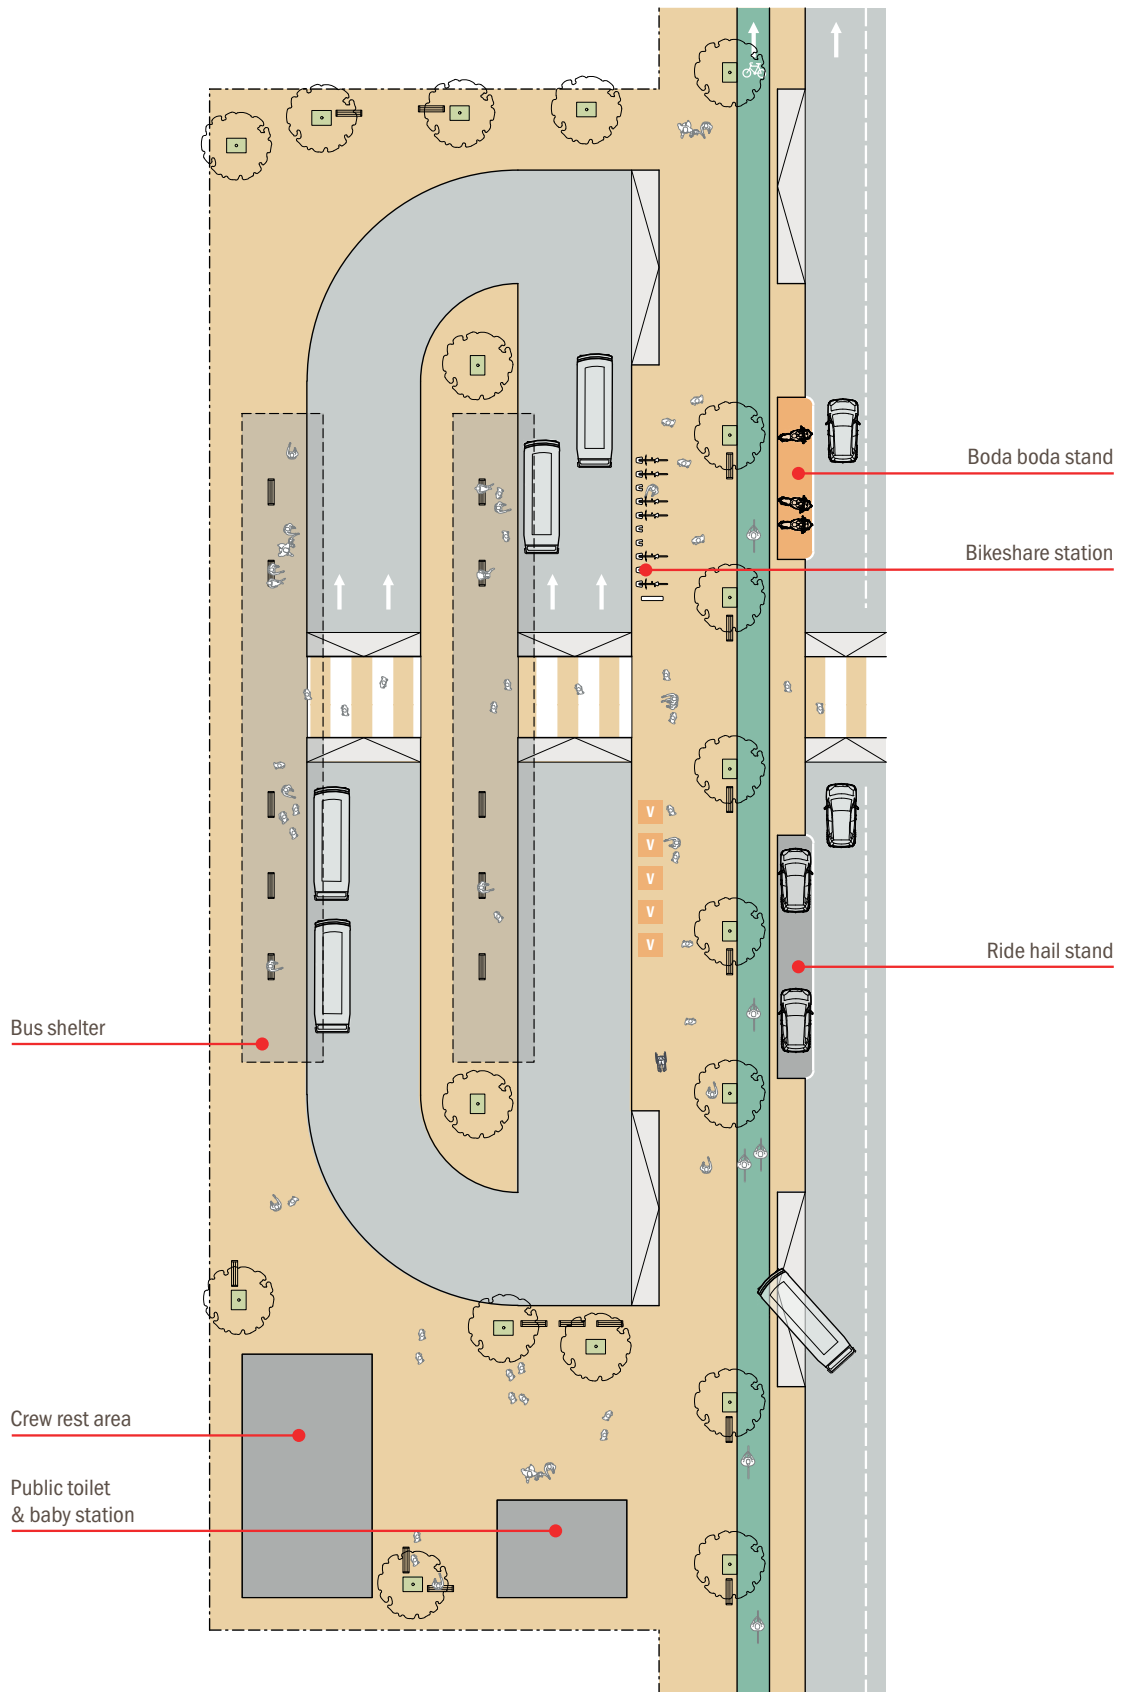 Boda boda stand
Bikeshare station
V
V
V
V
V
Ride hail stand
Bus shelter
Crew rest area
Public toilet
& baby station